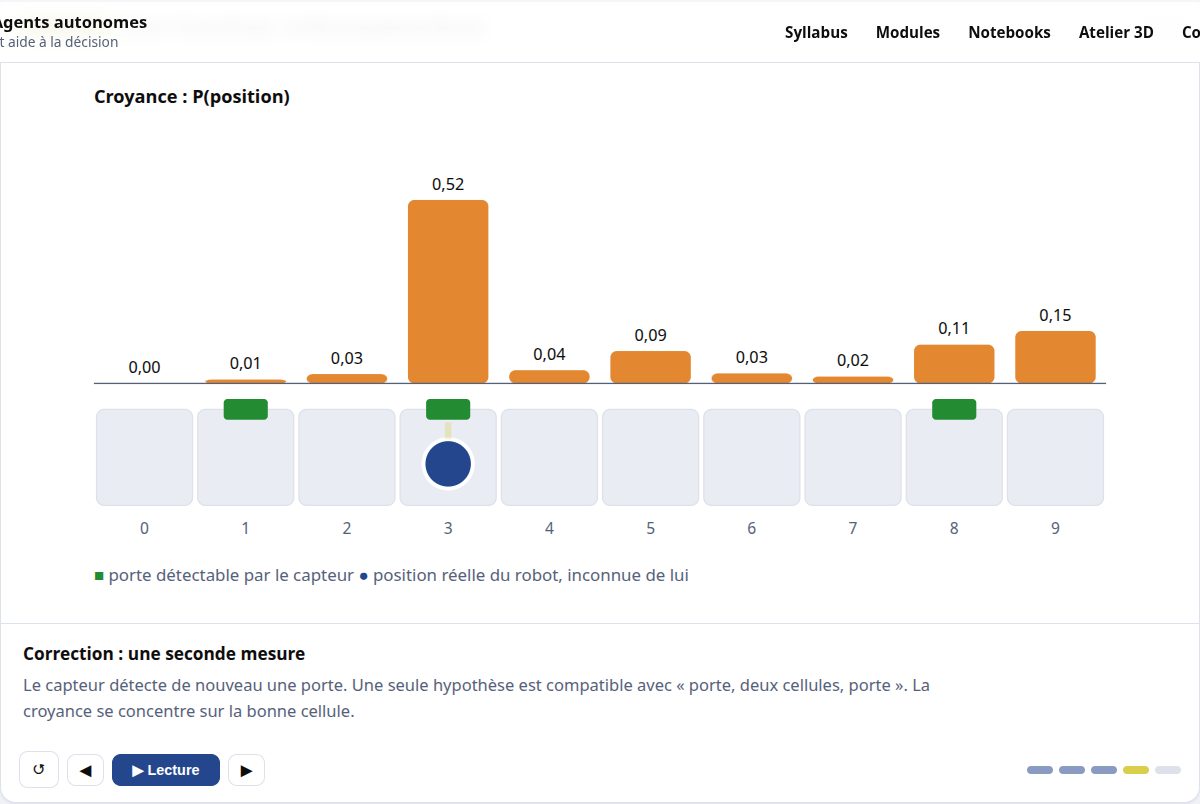 Agents autonomes
t aide à la décision
Syllabus Modules Notebooks Atelier 3D Co
Croyance : P(position)
0,00 0,01 0,03 0,52 0,04 0,09 0,03 0,02 0,11 0,15
0 1 2 3 4 5 6 7 8 9
porte détectable par le capteur ● position réelle du robot, inconnue de lui
Correction : une seconde mesure
Le capteur détecte de nouveau une porte. Une seule hypothèse est compatible avec « porte, deux cellules, porte ». La
croyance se concentre sur la bonne cellule.
↺ ◀ ▶ Lecture ▶